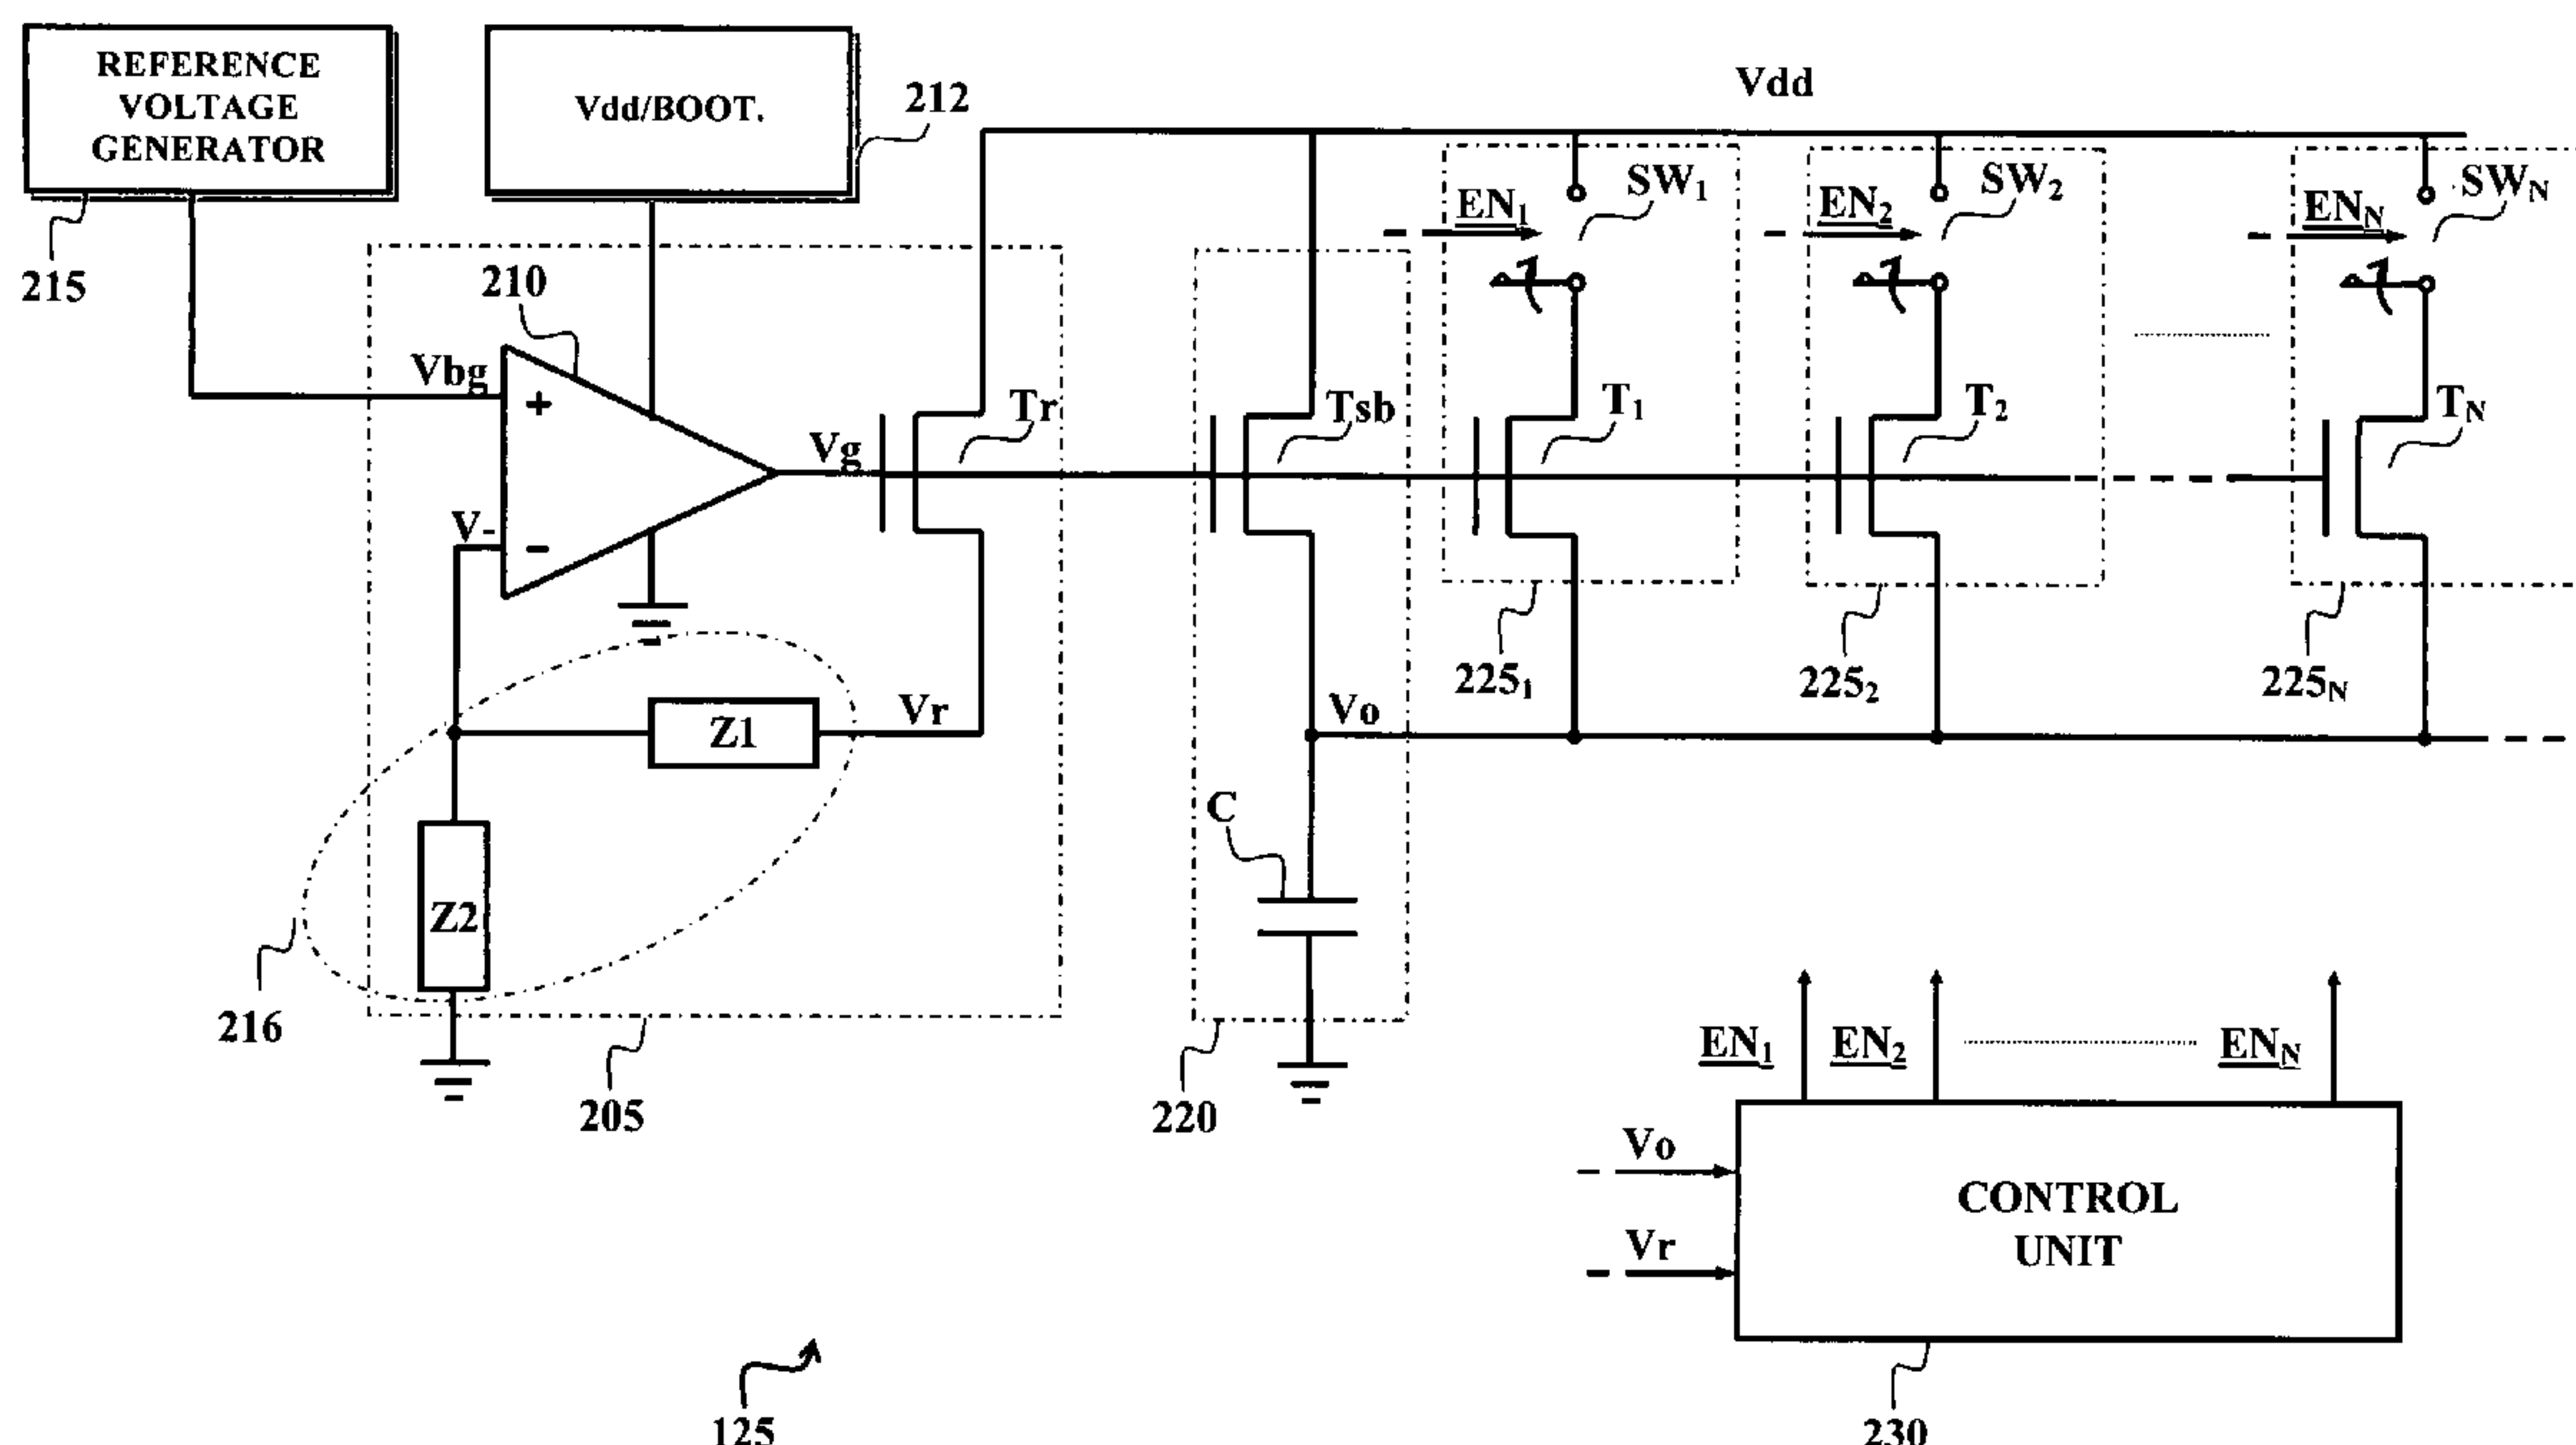 REFERENCE
VOLTAGE
GENERATOR
Vdd/BOOT.
212
Vdd
215
210
EN1
SW1
EN2
SW2
ENN
SWN
Vbg
+
Vg
Tr
Tsb
T1
T2
TN
V-
-
Z1
Vr
Vo
2251
2252
225N
Z2
C
216
205
220
EN1
EN2
ENN
Vo
Vr
CONTROL
UNIT
125
230